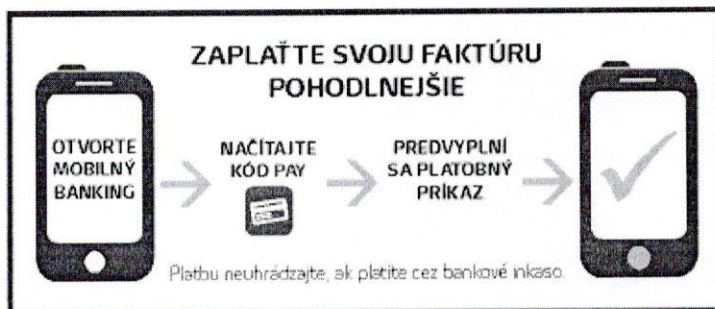 ZAPLAŤTE SVOJU FAKTÚRU
POHODLNEJŠIE
OTVORTE
MOBILNÝ
BANKING
NAČÍTAJTE
KÓD PAY
PREDVYPLNÍ
SA PLATOBNÝ
PRÍKAZ
Platbu neuhrádzajte, ak platíte cez bankové inkaso.